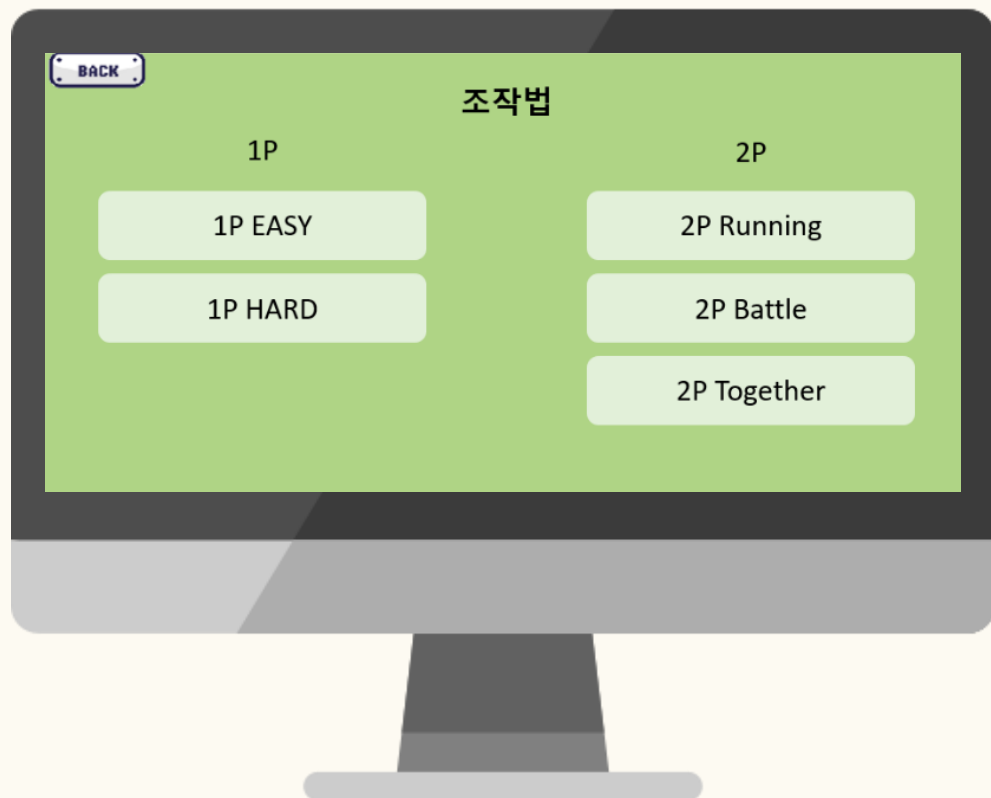 BACK
조작법
1P
1P EASY
1P HARD
2P
2P Running
2P Battle
2P Together